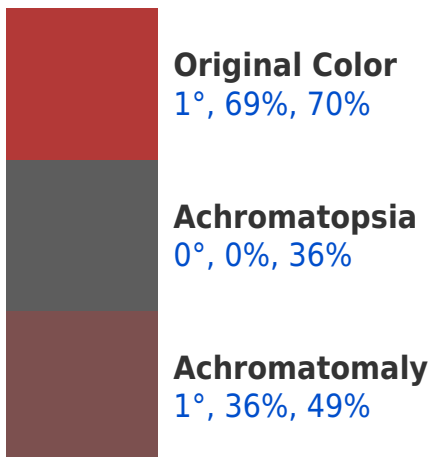 Original Color
1°, 69%, 70%
Achromatopsia
0°, 0%, 36%
Achromatomaly
1°, 36%, 49%